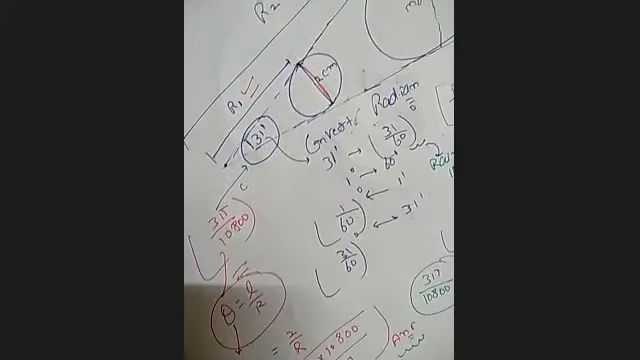 R2
R1
2cm
31'
Convert Radian
31' → (31/60)°
1° → 60'
← 1'
(1/60)° ↔ 31'
(31/60)°
(31π/10800)ᶜ
θ = l/R
= 2/R
× 10800
Ans
31π/10800